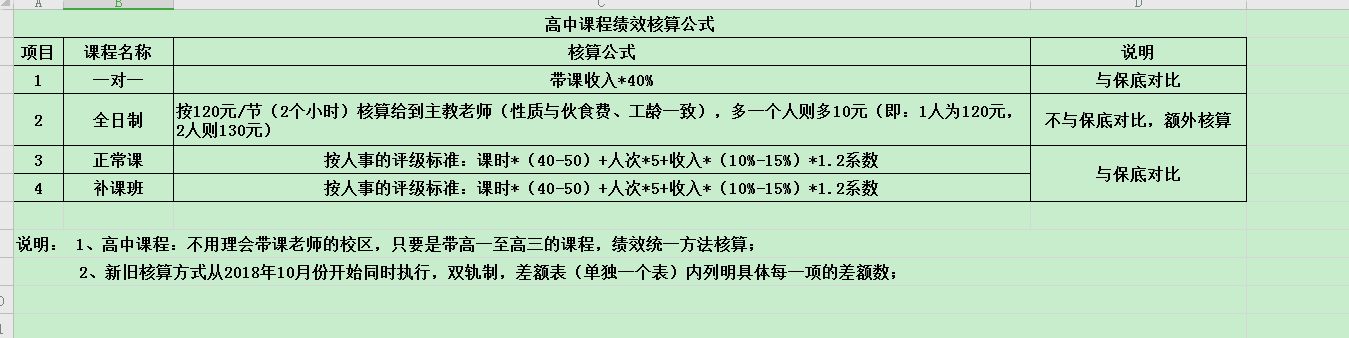 A B C D
高中课程绩效核算公式
项目 课程名称 核算公式 说明
1 一对一 带课收入*40% 与保底对比
2 全日制 按120元/节（2个小时）核算给到主教老师（性质与伙食费、工龄一致），多一个人则多10元（即：1人为120元，
2人则130元） 不与保底对比，额外核算
3 正常课 按人事的评级标准：课时*（40-50）+人次*5+收入*（10%-15%）*1.2系数
与保底对比
4 补课班 按人事的评级标准：课时*（40-50）+人次*5+收入*（10%-15%）*1.2系数
说明： 1、高中课程：不用理会带课老师的校区，只要是带高一至高三的课程，绩效统一方法核算；
2、新旧核算方式从2018年10月份开始同时执行，双轨制，差额表（单独一个表）内列明具体每一项的差额数；